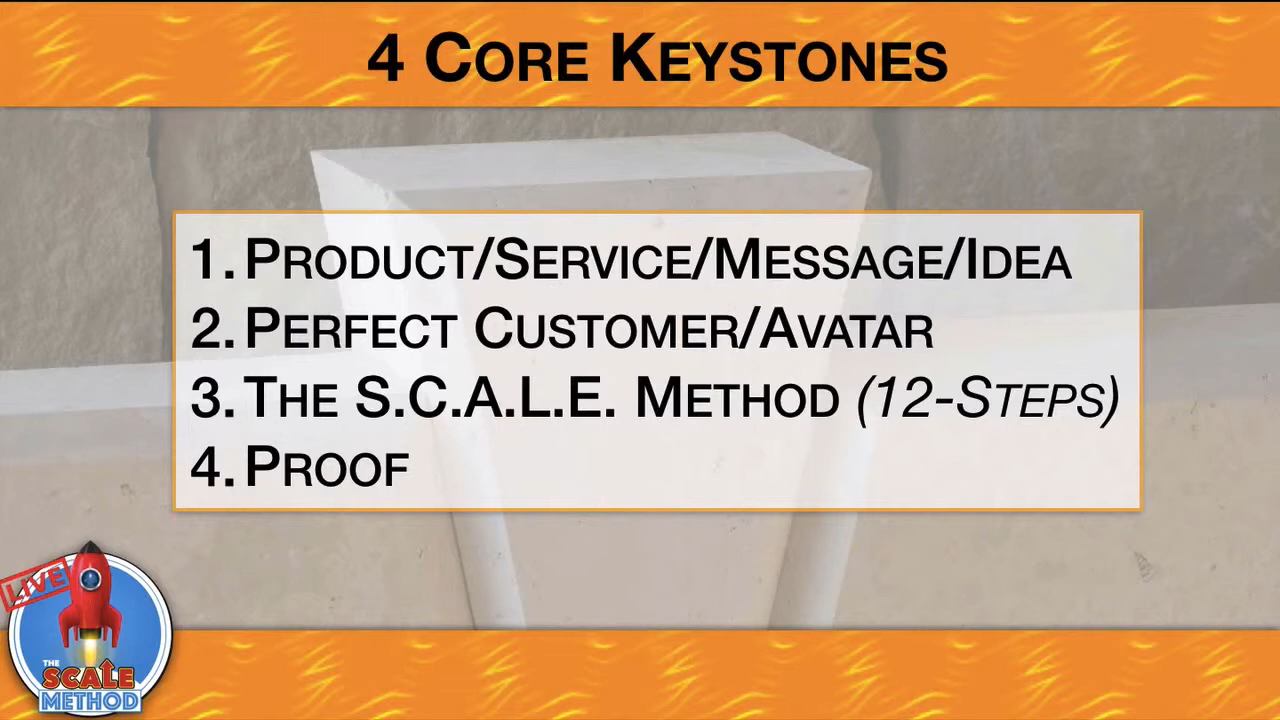 4 CORE KEYSTONES
1. PRODUCT/SERVICE/MESSAGE/IDEA
2. PERFECT CUSTOMER/AVATAR
3. THE S.C.A.L.E. METHOD (12-STEPS)
4. PROOF
LIVE
THE
SCALE
METHOD